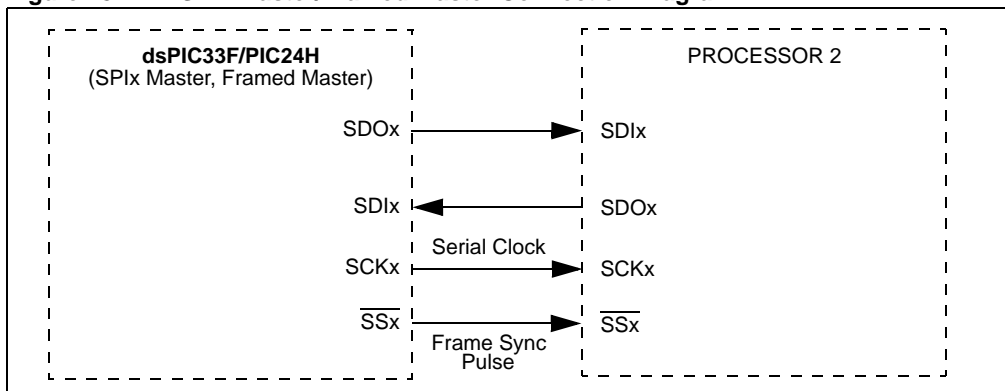 dsPIC33F/PIC24H
(SPIx Master, Framed Master)
PROCESSOR 2
SDOx
SDIx
SDIx
SDOx
Serial Clock
SCKx
SCKx
SSx
SSx
Frame Sync
Pulse